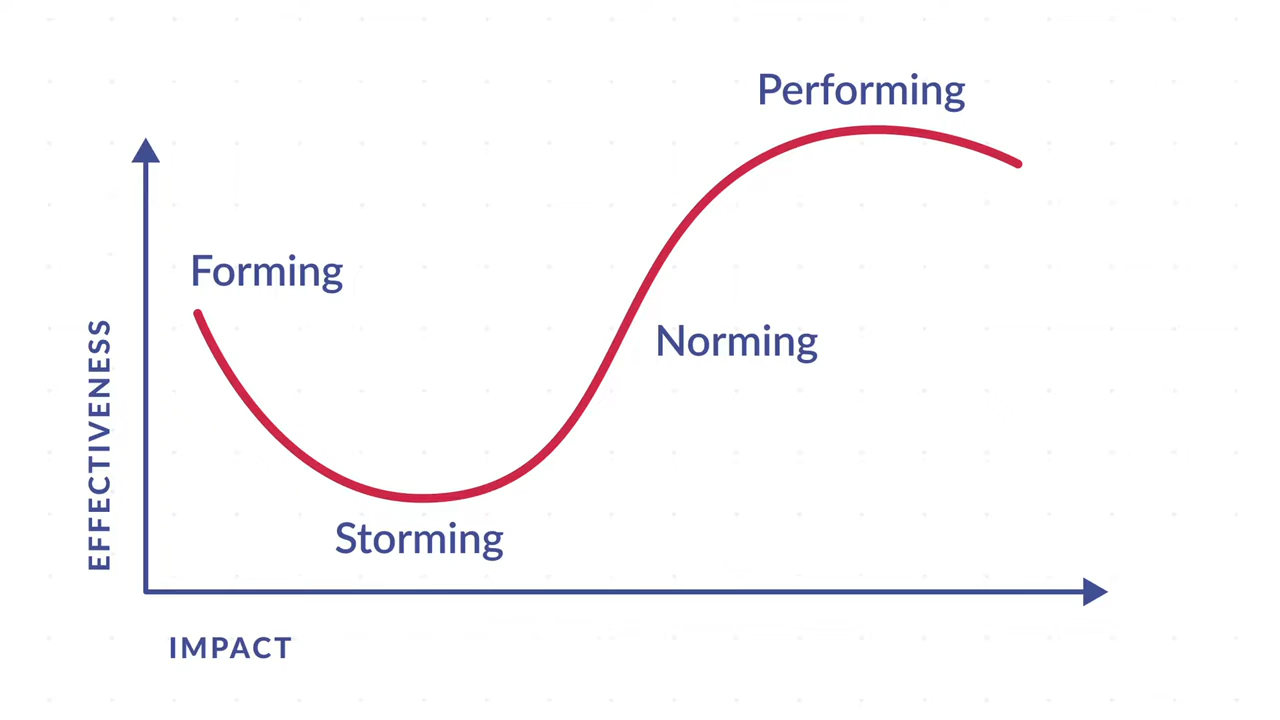 Performing
Forming
Norming
Storming
EFFECTIVENESS
IMPACT